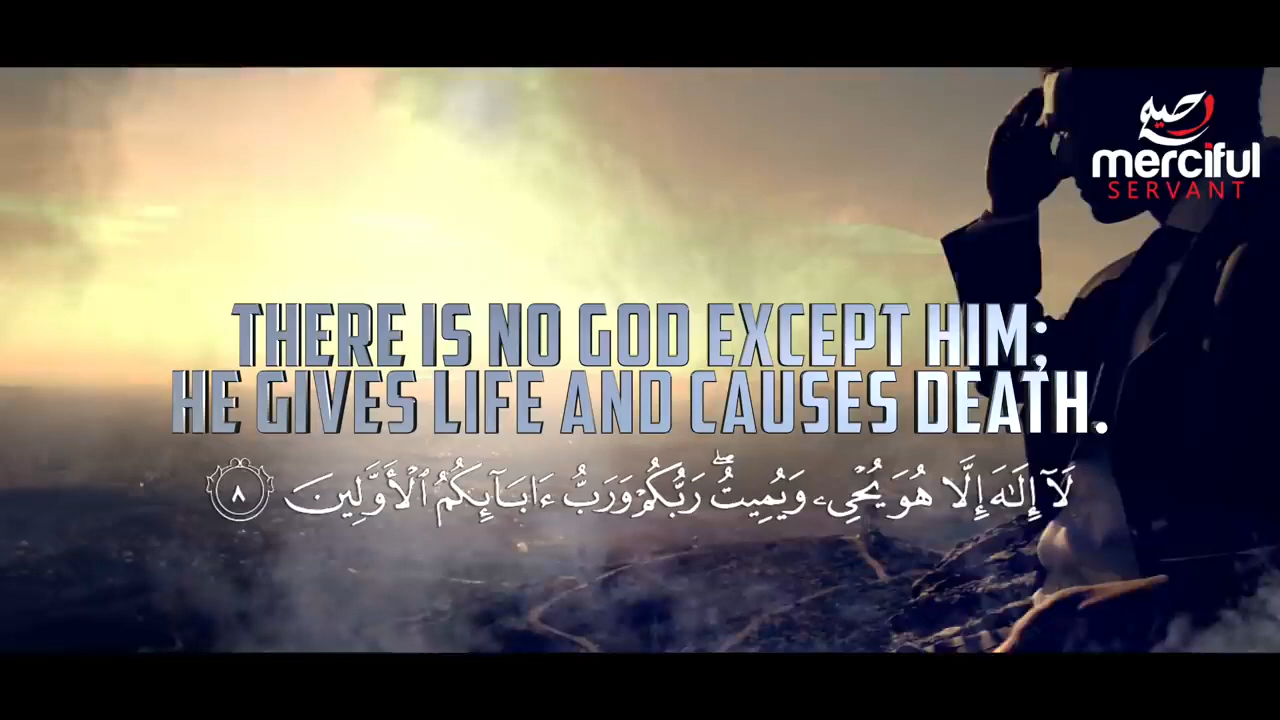 رحيم
merciful
SERVANT
THERE IS NO GOD EXCEPT HIM;
HE GIVES LIFE AND CAUSES DEATH.
لَآ إِلَـٰهَ إِلَّا هُوَ يُحْىِۦ وَيُمِيتُ ۖ رَبُّكُمْ وَرَبُّ ءَابَآئِكُمُ ٱلْأَوَّلِينَ ٨